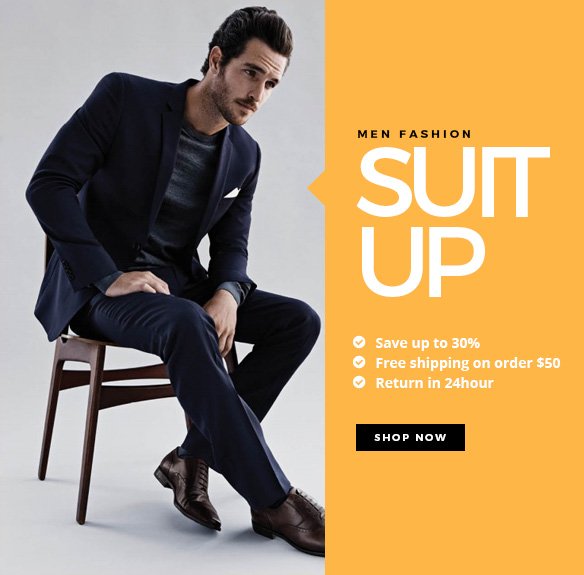 MEN FASHION
SUIT
UP
Save up to 30%
Free shipping on order $50
Return in 24hour
SHOP NOW